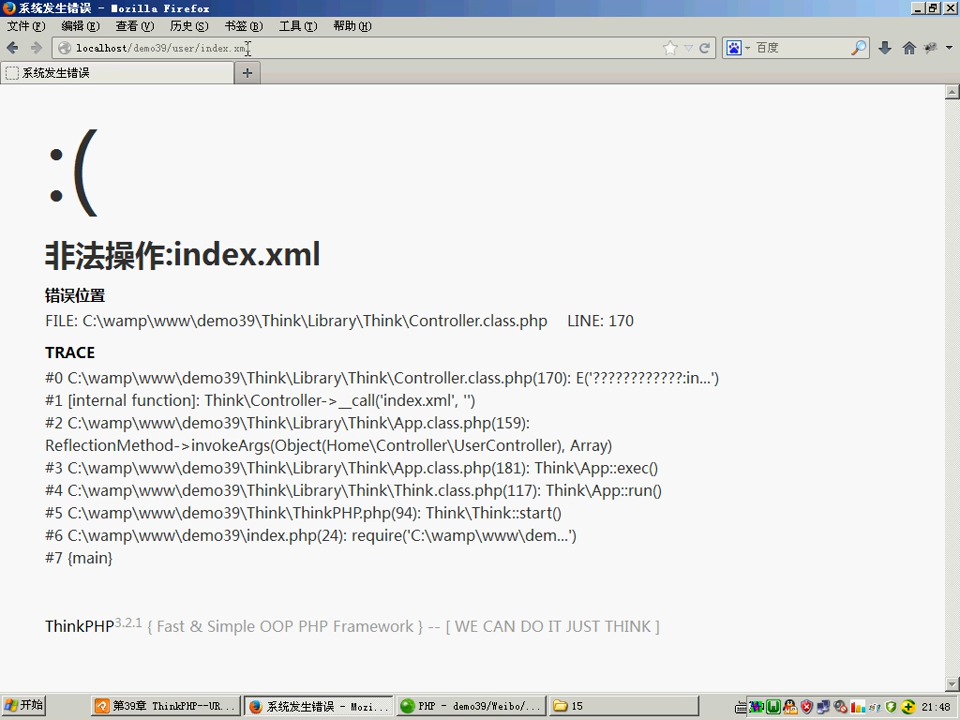 系统发生错误 - Mozilla Firefox
文件(F) 编辑(E) 查看(V) 历史(S) 书签(B) 工具(T) 帮助(H)
localhost/demo39/user/index.xm
百度
系统发生错误
:(
非法操作:index.xml
错误位置
FILE: C:\wamp\www\demo39\Think\Library\Think\Controller.class.php LINE: 170
TRACE
#0 C:\wamp\www\demo39\Think\Library\Think\Controller.class.php(170): E('????????????:in...')
#1 [internal function]: Think\Controller->__call('index.xml', '')
#2 C:\wamp\www\demo39\Think\Library\Think\App.class.php(159):
ReflectionMethod->invokeArgs(Object(Home\Controller\UserController), Array)
#3 C:\wamp\www\demo39\Think\Library\Think\App.class.php(181): Think\App::exec()
#4 C:\wamp\www\demo39\Think\Library\Think\Think.class.php(117): Think\App::run()
#5 C:\wamp\www\demo39\Think\ThinkPHP.php(94): Think\Think::start()
#6 C:\wamp\www\demo39\index.php(24): require('C:\wamp\www\dem...')
#7 {main}
ThinkPHP3.2.1 { Fast & Simple OOP PHP Framework } -- [ WE CAN DO IT JUST THINK ]
开始 第39章 ThinkPHP--UR... 系统发生错误 - Mozi... PHP - demo39/Weibo/... 15 21:48